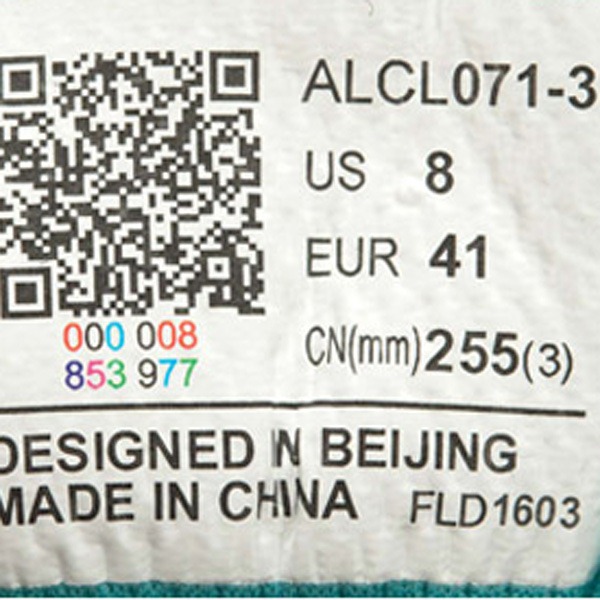 ALCL071-3
US 8
EUR 41
CN(mm)255(3)
000 008
853 977
DESIGNED IN BEIJING
MADE IN CHINA FLD1603